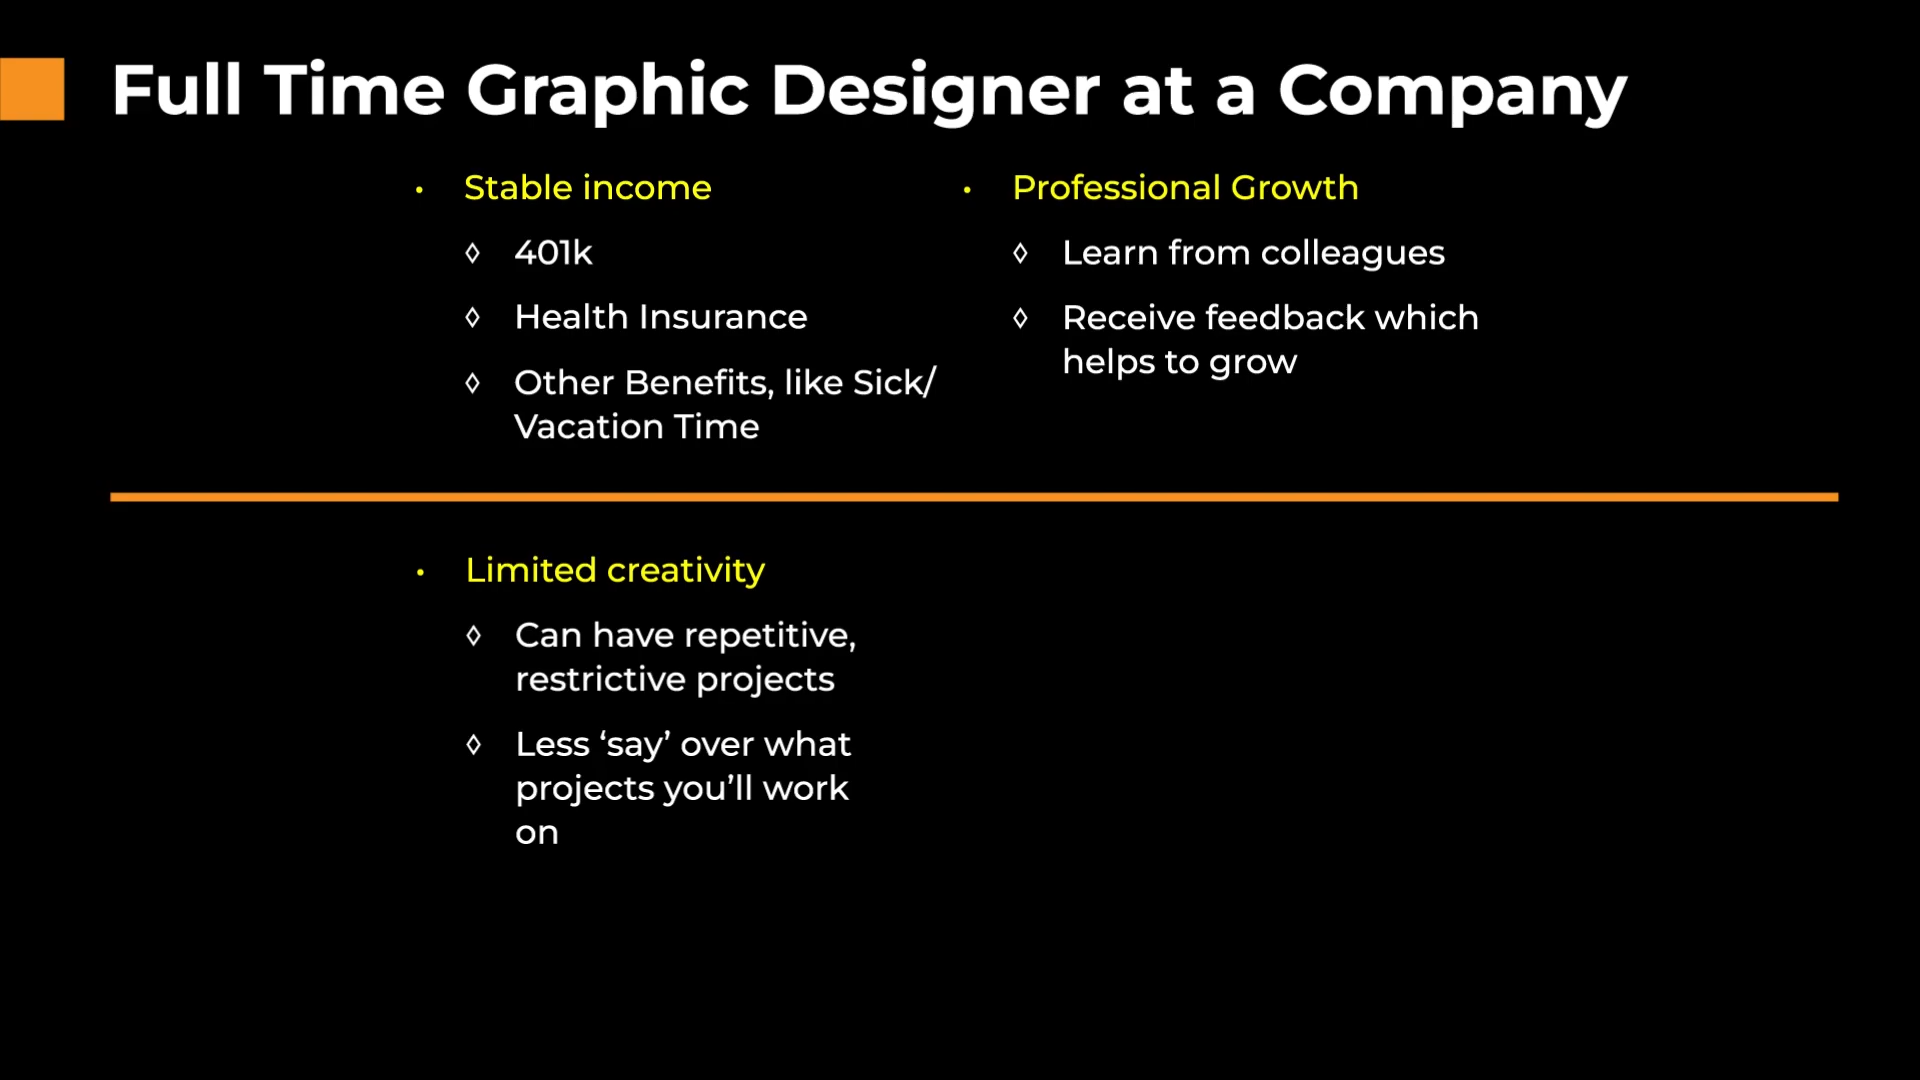 Full Time Graphic Designer at a Company
• Stable income
◊ 401k
◊ Health Insurance
◊ Other Benefits, like Sick/
Vacation Time
• Professional Growth
◊ Learn from colleagues
◊ Receive feedback which
helps to grow
• Limited creativity
◊ Can have repetitive,
restrictive projects
◊ Less ‘say’ over what
projects you’ll work
on